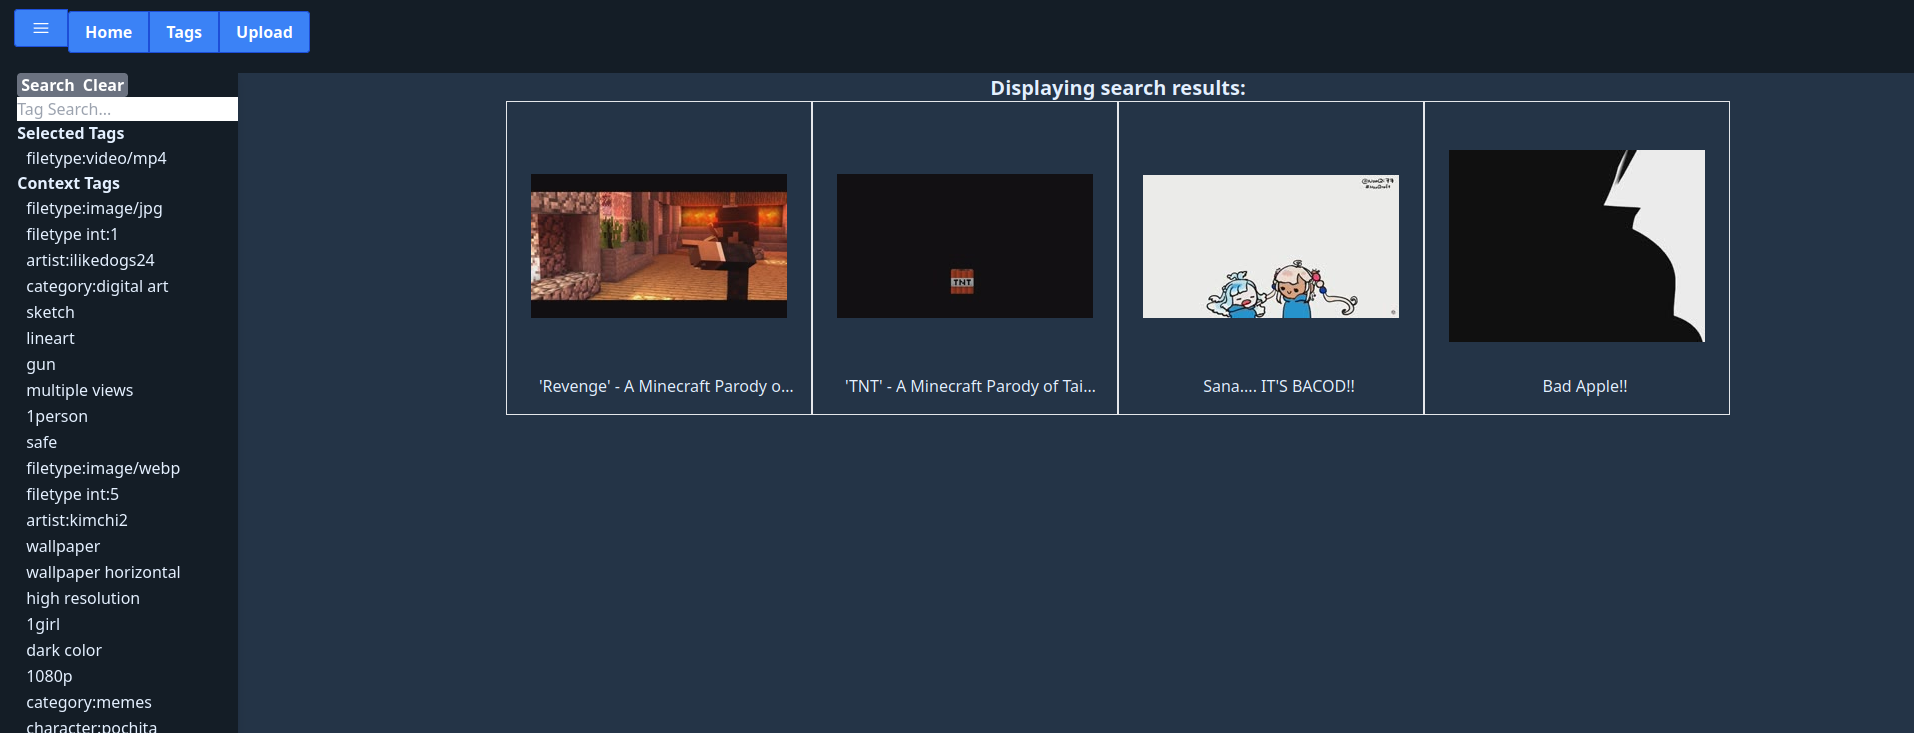 Home Tags Upload
Search Clear
Tag Search...
Selected Tags
filetype:video/mp4
Context Tags
filetype:image/jpg
filetype int:1
artist:ilikedogs24
category:digital art
sketch
lineart
gun
multiple views
1person
safe
filetype:image/webp
filetype int:5
artist:kimchi2
wallpaper
wallpaper horizontal
high resolution
1girl
dark color
1080p
category:memes
character:pochita
Displaying search results:
TNT
'Revenge' - A Minecraft Parody o...
'TNT' - A Minecraft Parody of Tai...
Sana.... IT'S BACOD!!
Bad Apple!!